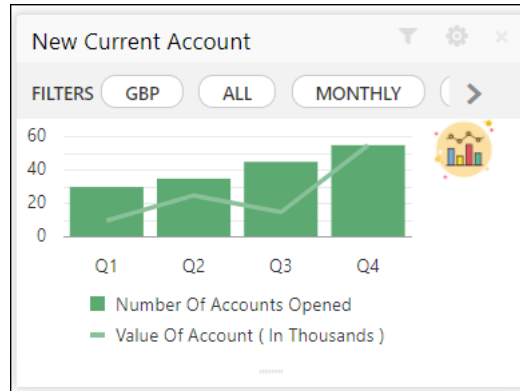 New Current Account
FILTERS GBP ALL MONTHLY
60
40
20
0
Q1 Q2 Q3 Q4
Number Of Accounts Opened
Value Of Account ( In Thousands )